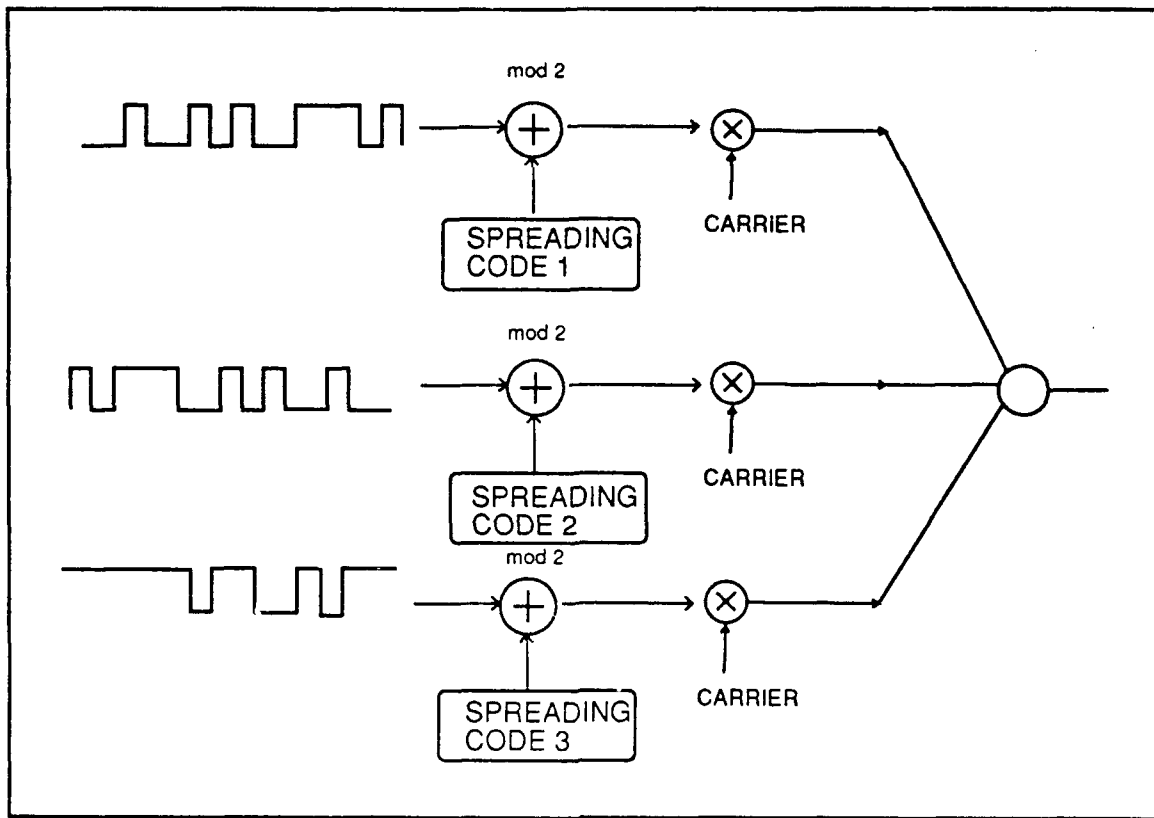 mod 2
CARRIER
SPREADING
CODE 1
mod 2
CARRIER
SPREADING
CODE 2
mod 2
CARRIER
SPREADING
CODE 3